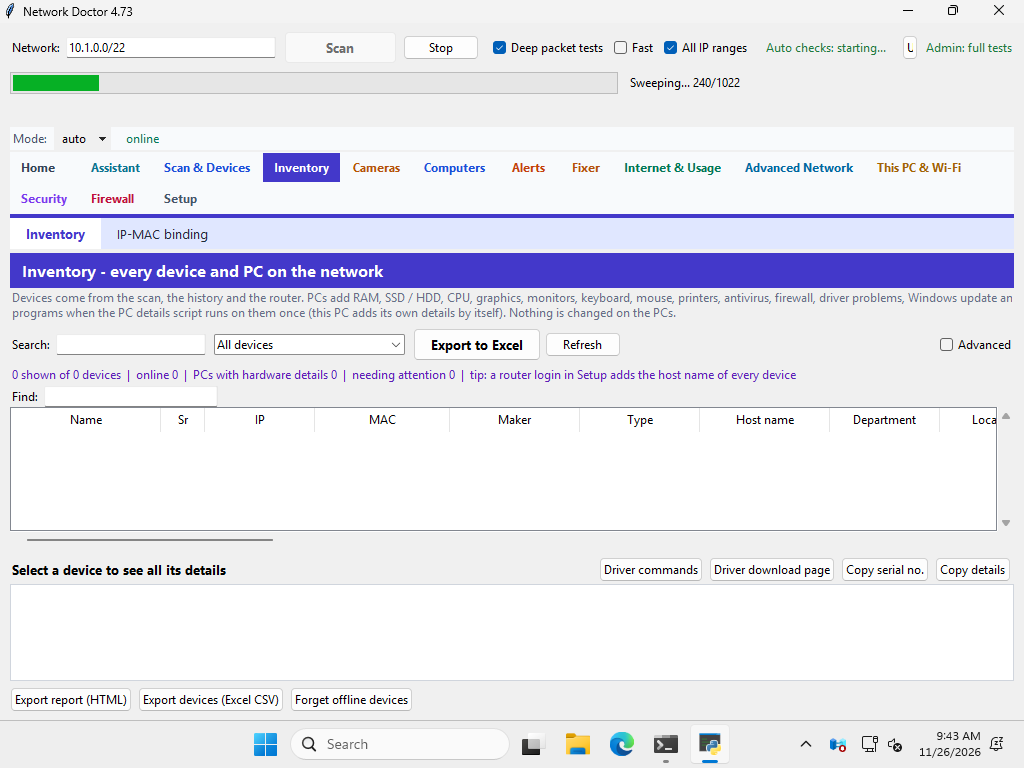 Network Doctor 4.73
Network: 10.1.0.0/22 Scan Stop Deep packet tests Fast All IP ranges Auto checks: starting... Admin: full tests
Sweeping... 240/1022
Mode: auto online
Home Assistant Scan & Devices Inventory Cameras Computers Alerts Fixer Internet & Usage Advanced Network This PC & Wi-Fi
Security Firewall Setup
Inventory IP-MAC binding
Inventory - every device and PC on the network
Devices come from the scan, the history and the router. PCs add RAM, SSD / HDD, CPU, graphics, monitors, keyboard, mouse, printers, antivirus, firewall, driver problems, Windows update an
programs when the PC details script runs on them once (this PC adds its own details by itself). Nothing is changed on the PCs.
Search: All devices Export to Excel Refresh Advanced
0 shown of 0 devices | online 0 | PCs with hardware details 0 | needing attention 0 | tip: a router login in Setup adds the host name of every device
Find:
Name Sr IP MAC Maker Type Host name Department Loca
Select a device to see all its details Driver commands Driver download page Copy serial no. Copy details
Export report (HTML) Export devices (Excel CSV) Forget offline devices
Search
9:43 AM
11/26/2026